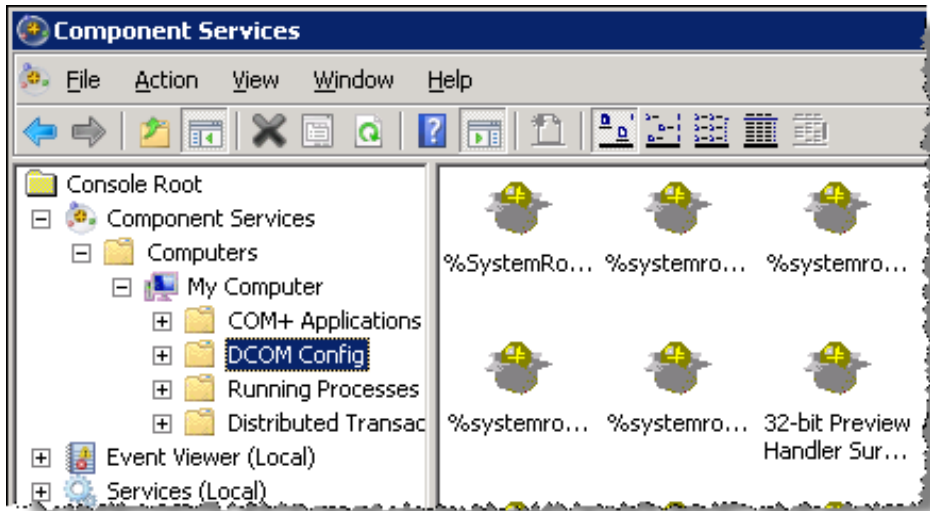 Component Services
File Action View Window Help
Console Root
Component Services
Computers
My Computer
COM+ Applications
DCOM Config
Running Processes
Distributed Transac
Event Viewer (Local)
Services (Local)
%SystemRo... %systemro... %systemro...
%systemro... %systemro... 32-bit Preview
Handler Sur...